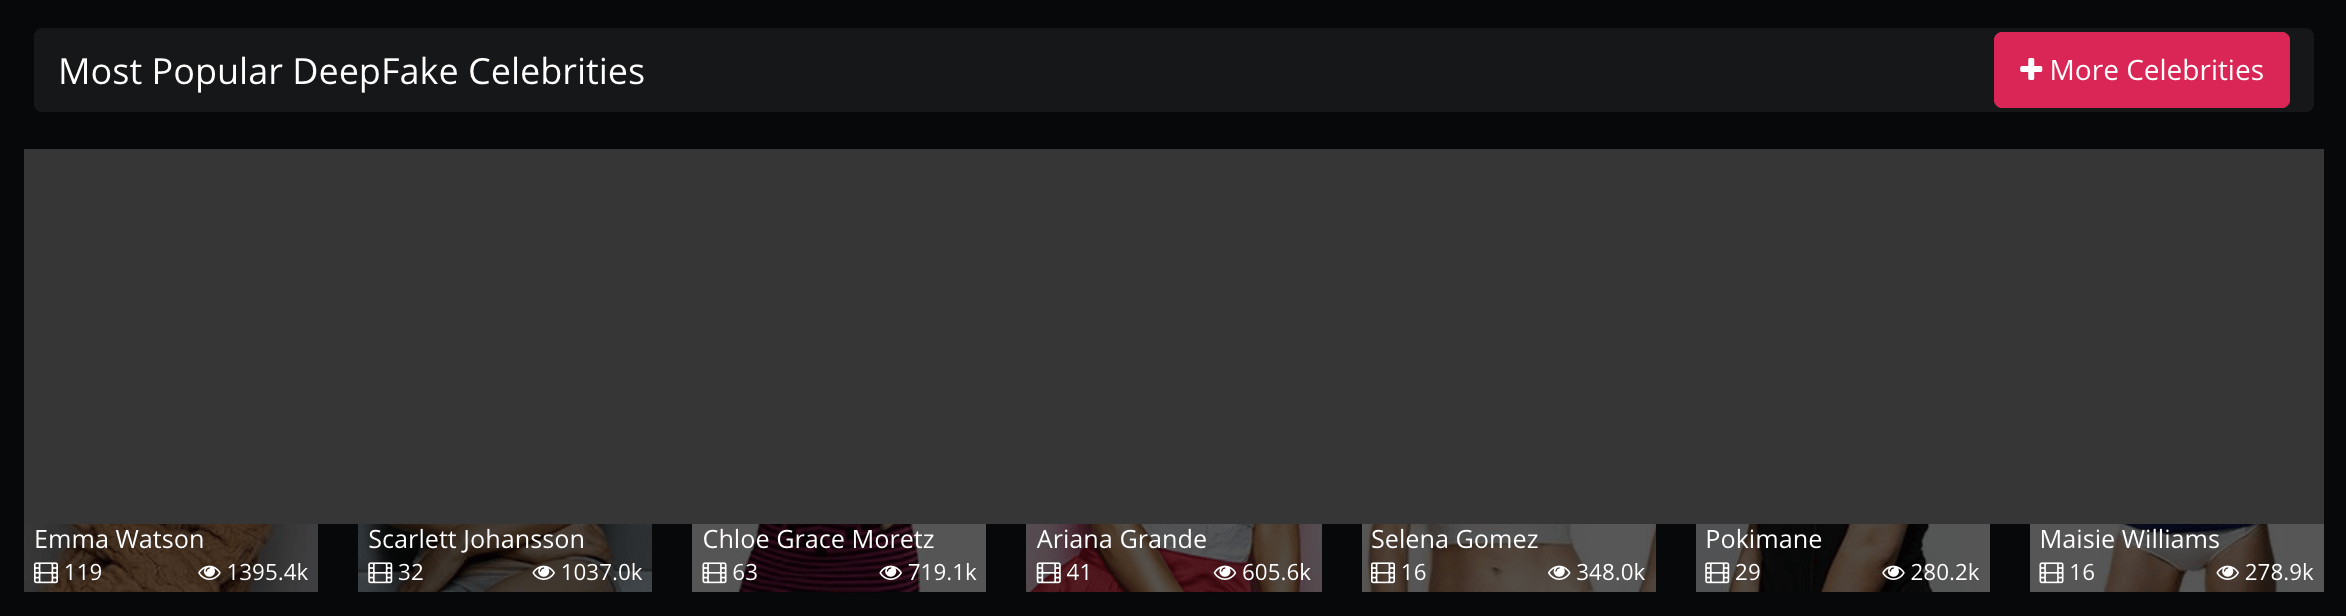 Most Popular DeepFake Celebrities
More Celebrities
Emma Watson
119 1395.4k
Scarlett Johansson
32 1037.0k
Chloe Grace Moretz
63 719.1k
Ariana Grande
41 605.6k
Selena Gomez
16 348.0k
Pokimane
29 280.2k
Maisie Williams
16 278.9k